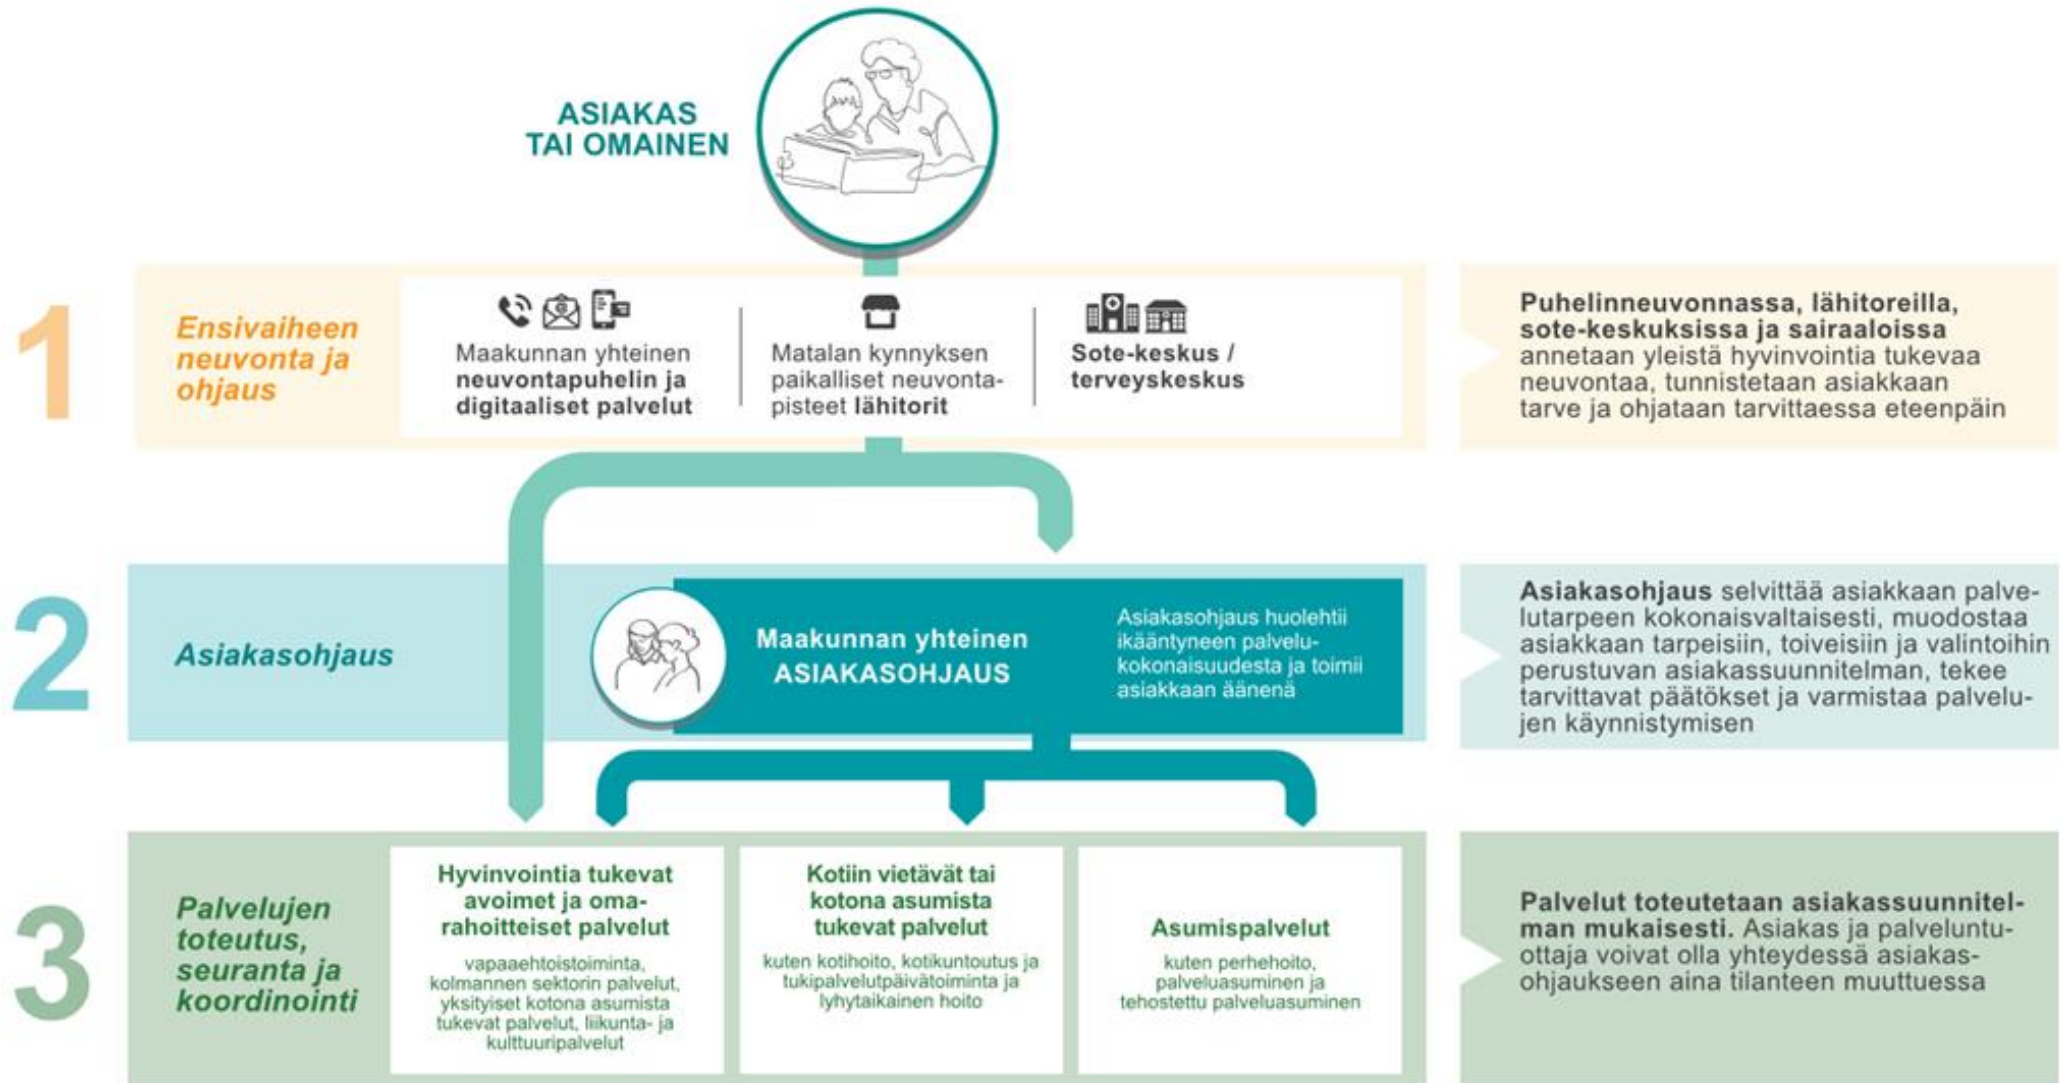 ASIAKAS
TAI OMAINEN
1
Ensivaiheen
neuvonta ja
ohjaus
Maakunnan yhteinen
neuvontapuhelin ja
digitaaliset palvelut
Matalan kynnyksen
paikalliset neuvonta-
pisteet lähitorit
Sote-keskus /
terveyskeskus
Puhelinneuvonnassa, lähitoreilla,
sote-keskuksissa ja sairaaloissa
annetaan yleistä hyvinvointia tukevaa
neuvontaa, tunnistetaan asiakkaan
tarve ja ohjataan tarvittaessa eteenpäin
2
Asiakasohjaus
Maakunnan yhteinen
ASIAKASOHJAUS
Asiakasohjaus huolehtii
ikääntyneen palvelu-
kokonaisuudesta ja toimii
asiakkaan äänenä
Asiakasohjaus selvittää asiakkaan palve-
lutarpeen kokonaisvaltaisesti, muodostaa
asiakkaan tarpeisiin, toiveisiin ja valintoihin
perustuvan asiakassuunnitelman, tekee
tarvittavat päätökset ja varmistaa palvelu-
jen käynnistymisen
3
Palvelujen
toteutus,
seuranta ja
koordinointi
Hyvinvointia tukevat
avoimet ja oma-
rahoitteiset palvelut
vapaaehtoistoiminta,
kolmannen sektorin palvelut,
yksityiset kotona asumista
tukevat palvelut, liikunta- ja
kulttuuripalvelut
Kotiin vietävät tai
kotona asumista
tukevat palvelut
kuten kotihoito, kotikuntoutus ja
tukipalvelutpäivätoiminta ja
lyhytaikainen hoito
Asumispalvelut
kuten perhehoito,
palveluasuminen ja
tehostettu palveluasuminen
Palvelut toteutetaan asiakassuunnitel-
man mukaisesti. Asiakas ja palveluntu-
ottaja voivat olla yhteydessä asiakas-
ohjaukseen aina tilanteen muuttuessa